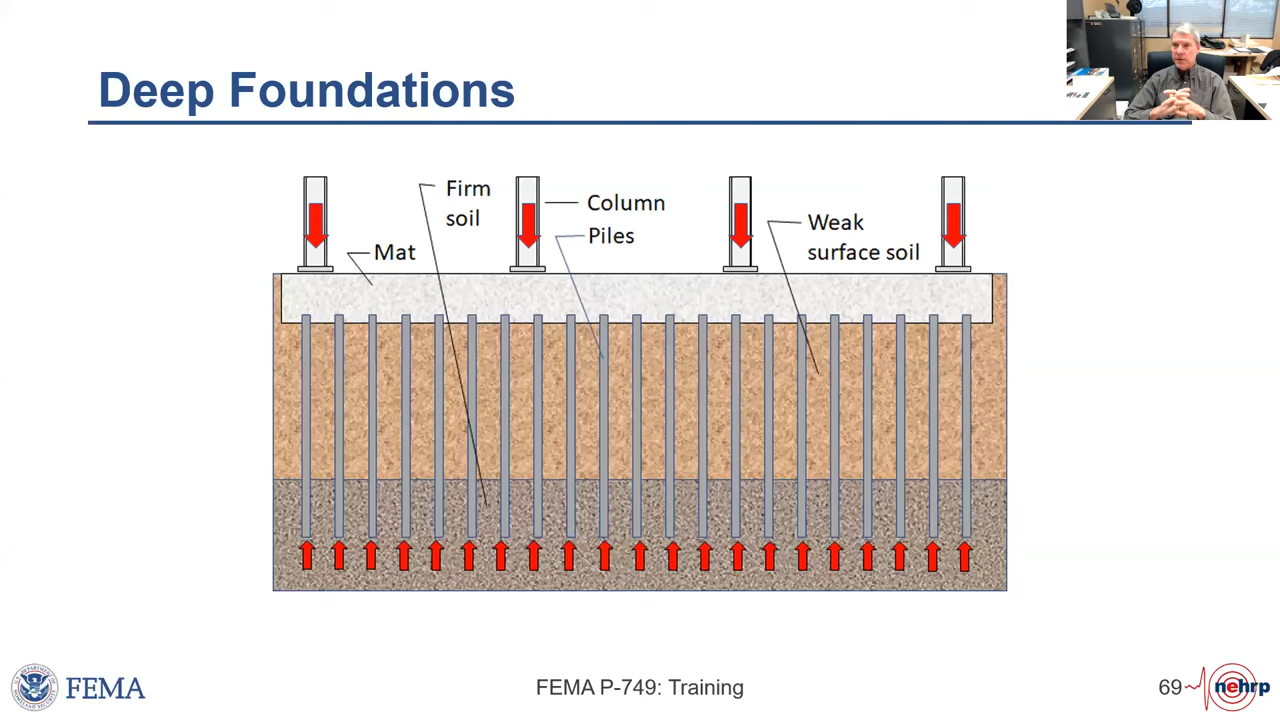 Deep Foundations
Firm
soil
Column
Piles
Weak
surface soil
Mat
FEMA
FEMA P-749: Training
69
nehrp